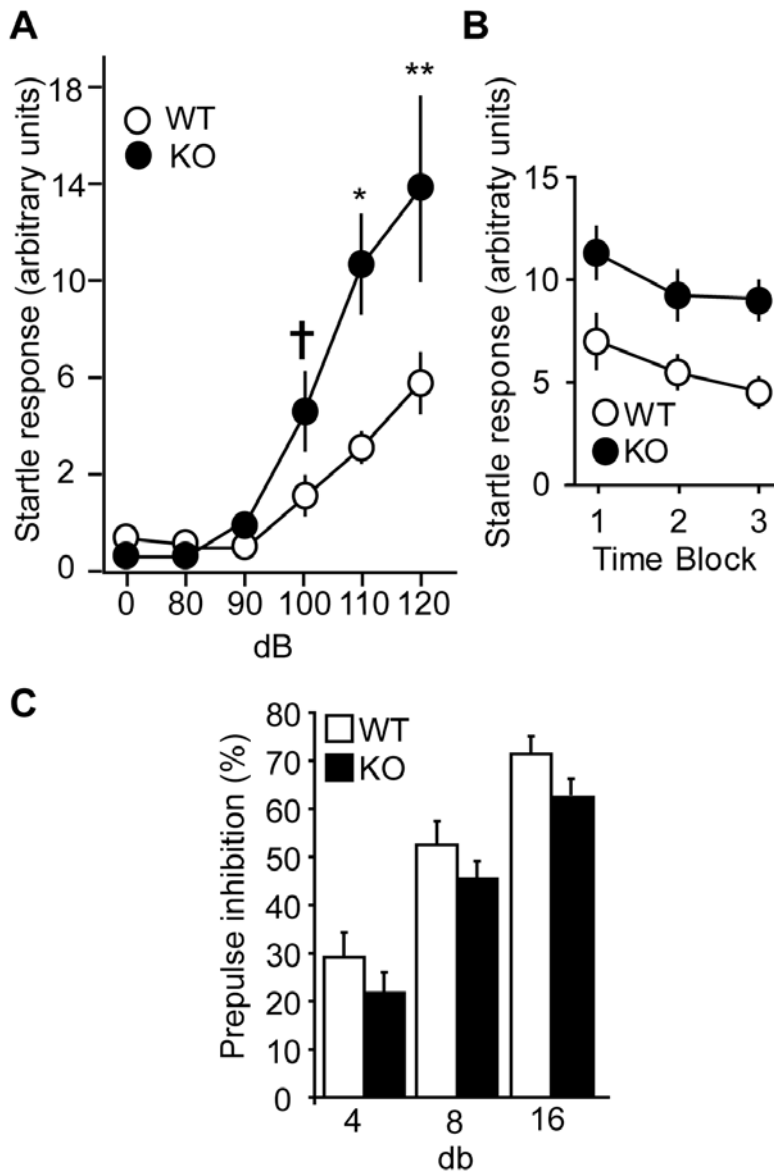 A
Startle response (arbitrary units)
18
14
10
6
2
0
WT
KO
†
*
**
0 80 90 100 110 120
dB
B
Startle response (arbitraty units)
15
10
5
0
WT
KO
1 2 3
Time Block
C
Prepulse inhibition (%)
80
70
60
50
40
30
20
10
0
WT
KO
4 8 16
db